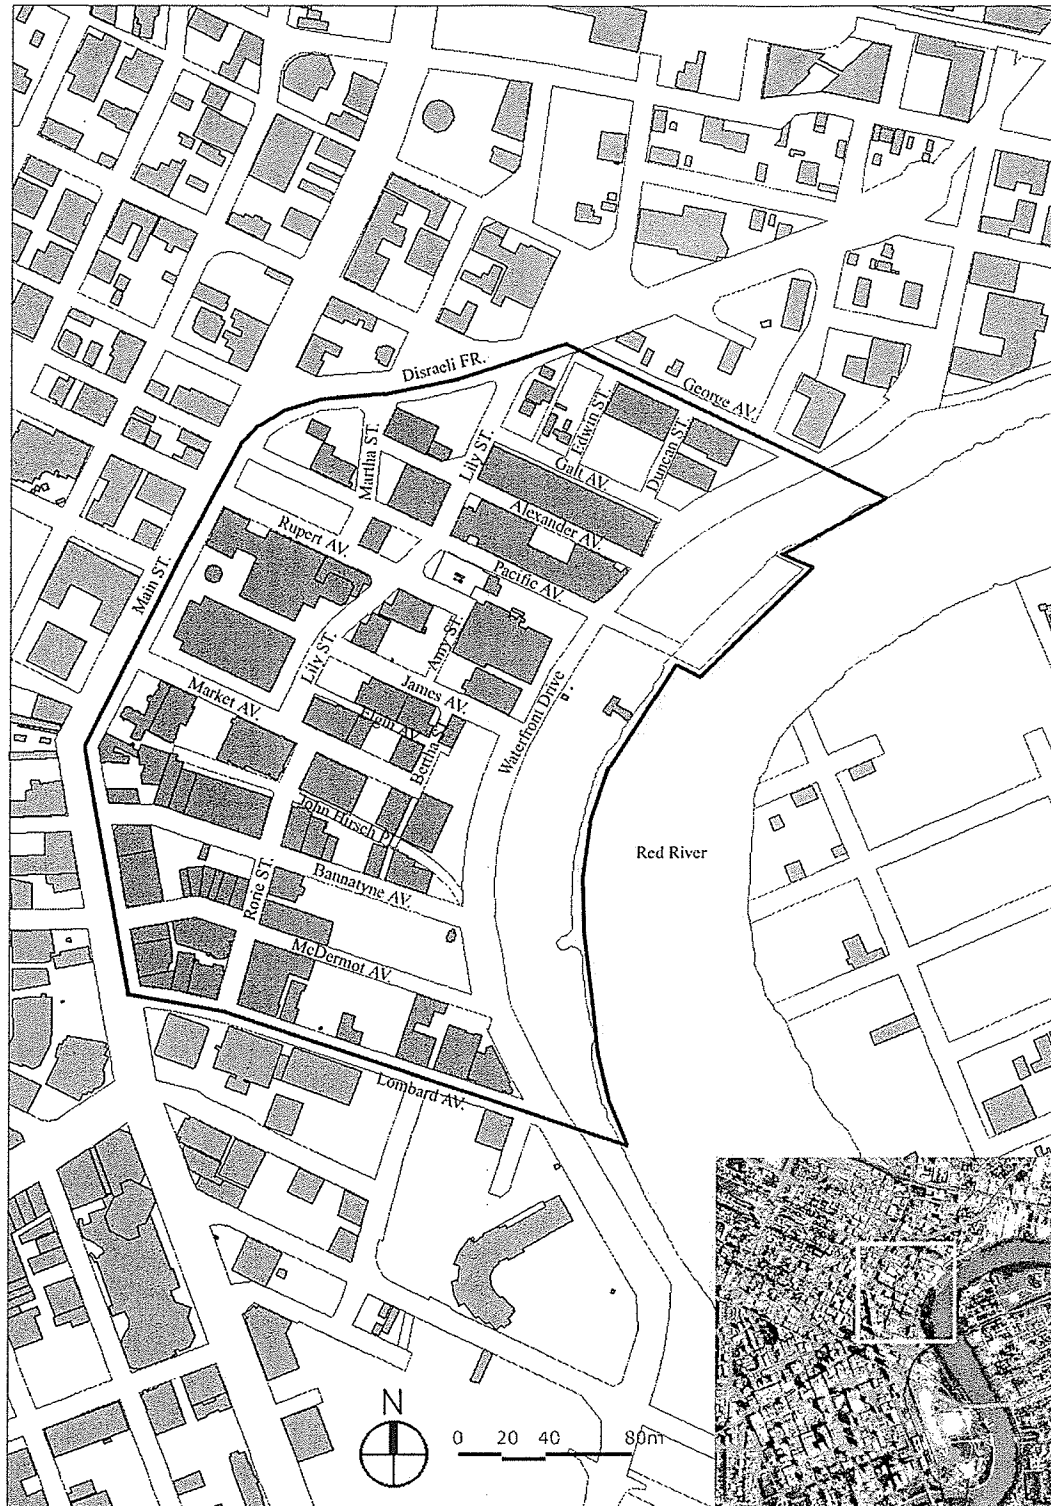 Disraeli FR.
George AV.
Edwin ST.
Duncan ST.
Martha ST.
Lily ST.
Galt AV.
Alexander AV.
Rupert AV.
Pacific AV.
Main ST.
Lily ST.
Amy ST.
Market AV.
James AV.
Elgin AV.
Waterfront Drive
Bertha
John Hirsch Pl.
Red River
Bannatyne AV.
Rorie ST.
McDermot AV.
Lombard AV.
N
0 20 40 80m